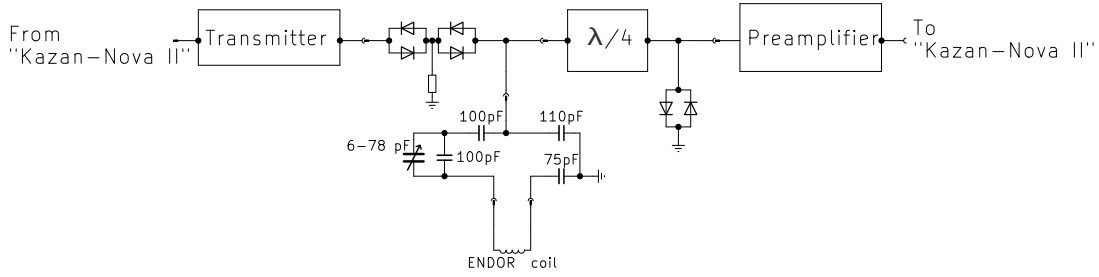 From
"Kazan-Nova II"
Transmitter
λ/4
Preamplifier
To
"Kazan-Nova II"
100pF
110pF
6-78 pF
100pF
75pF
ENDOR coil